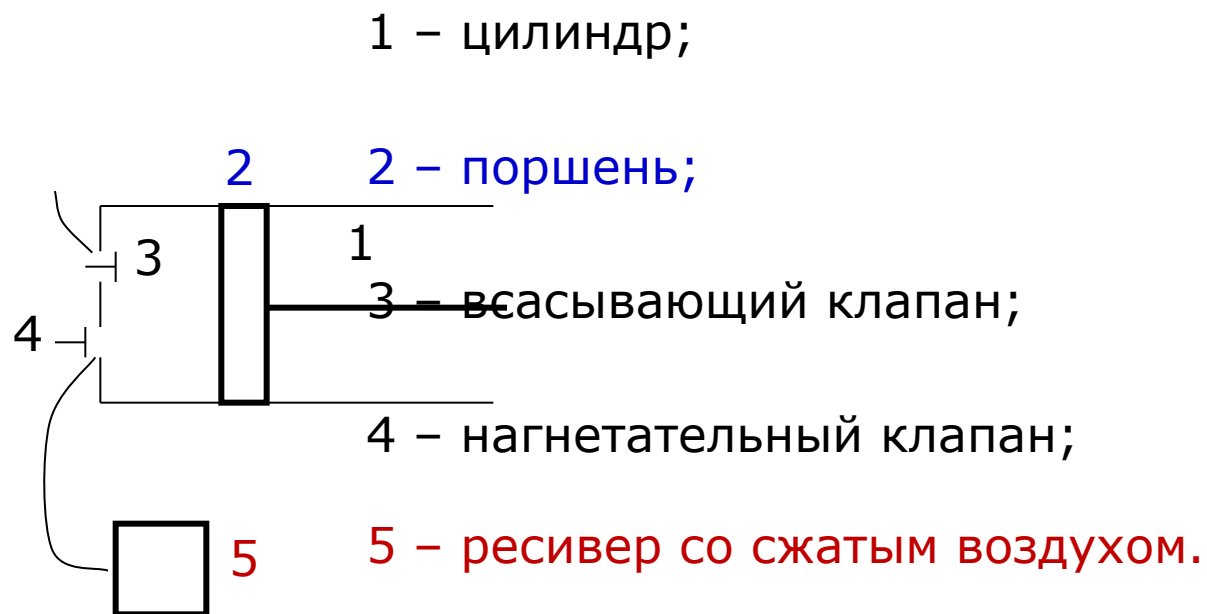 1 – цилиндр;
2
2 – поршень;
3
1
3 – всасывающий клапан;
4
4 – нагнетательный клапан;
5
5 – ресивер со сжатым воздухом.